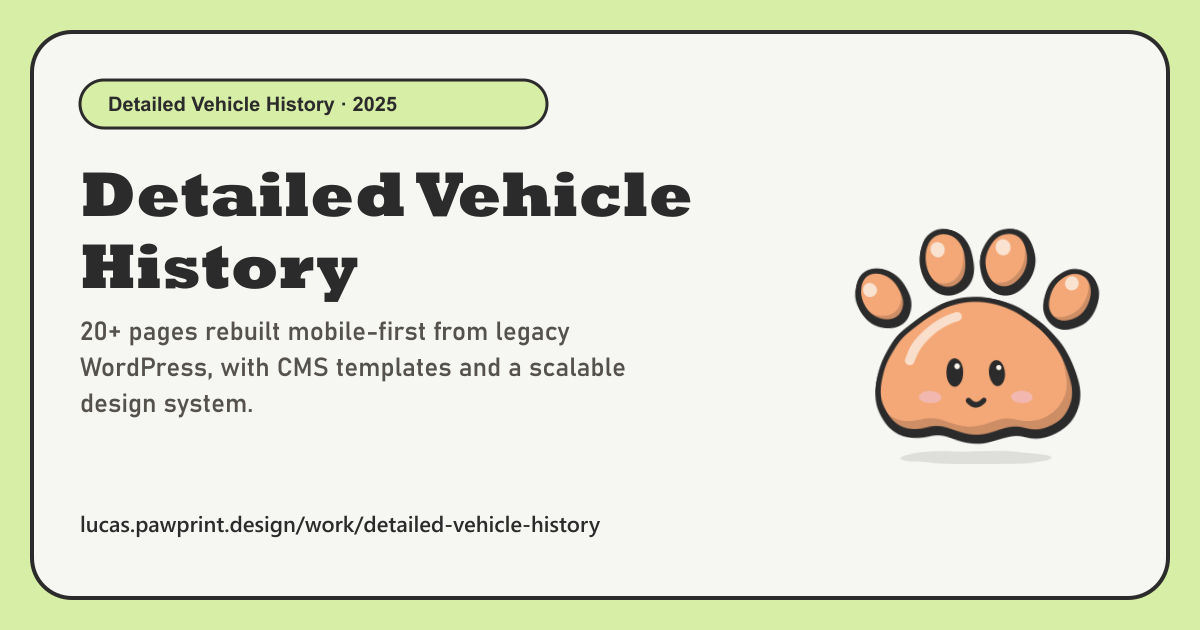 Detailed Vehicle History · 2025
Detailed Vehicle
History
20+ pages rebuilt mobile-first from legacy
WordPress, with CMS templates and a scalable
design system.
lucas.pawprint.design/work/detailed-vehicle-history